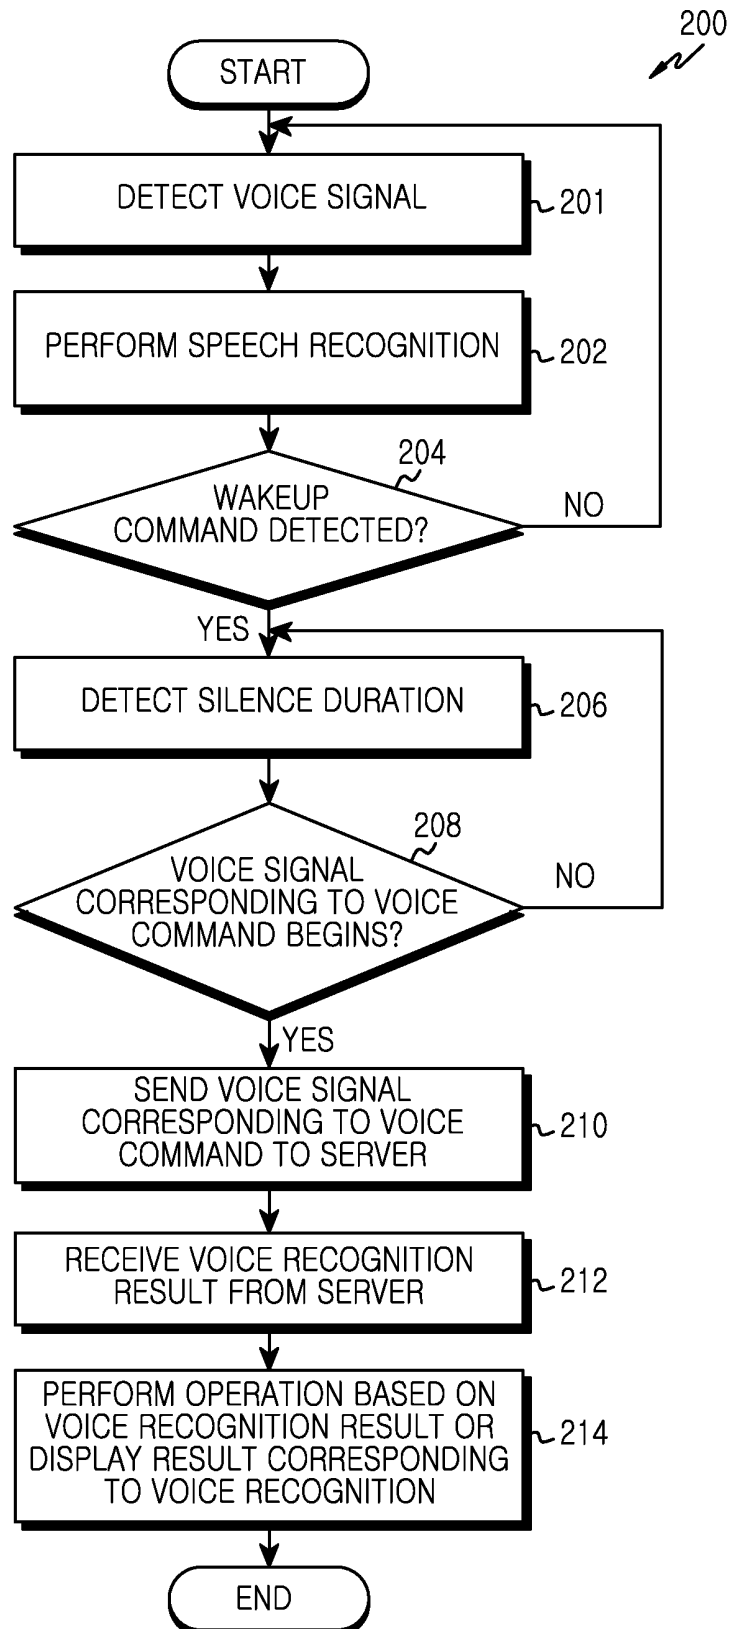 200
START
DETECT VOICE SIGNAL
201
PERFORM SPEECH RECOGNITION
202
204
WAKEUP
COMMAND DETECTED?
NO
YES
DETECT SILENCE DURATION
206
208
VOICE SIGNAL
CORRESPONDING TO VOICE
COMMAND BEGINS?
NO
YES
SEND VOICE SIGNAL
CORRESPONDING TO VOICE
COMMAND TO SERVER
210
RECEIVE VOICE RECOGNITION
RESULT FROM SERVER
212
PERFORM OPERATION BASED ON
VOICE RECOGNITION RESULT OR
DISPLAY RESULT CORRESPONDING
TO VOICE RECOGNITION
214
END